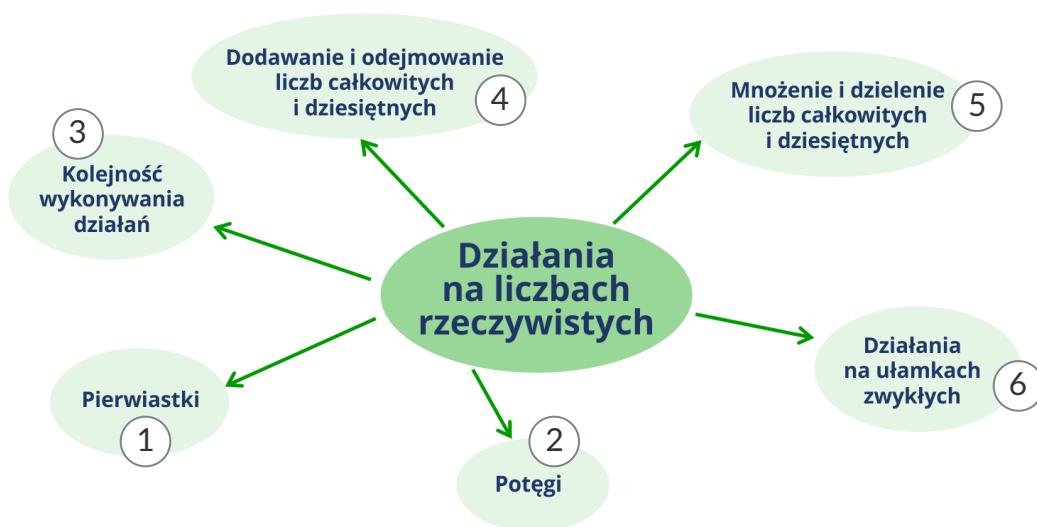 Dodawanie i odejmowanie
liczb całkowitych
i dziesiętnych
4
Mnożenie i dzielenie
liczb całkowitych
i dziesiętnych
5
3
Kolejność
wykonywania
działań
Działania
na liczbach
rzeczywistych
Działania
na ułamkach
zwykłych
6
Pierwiastki
1
2
Potęgi